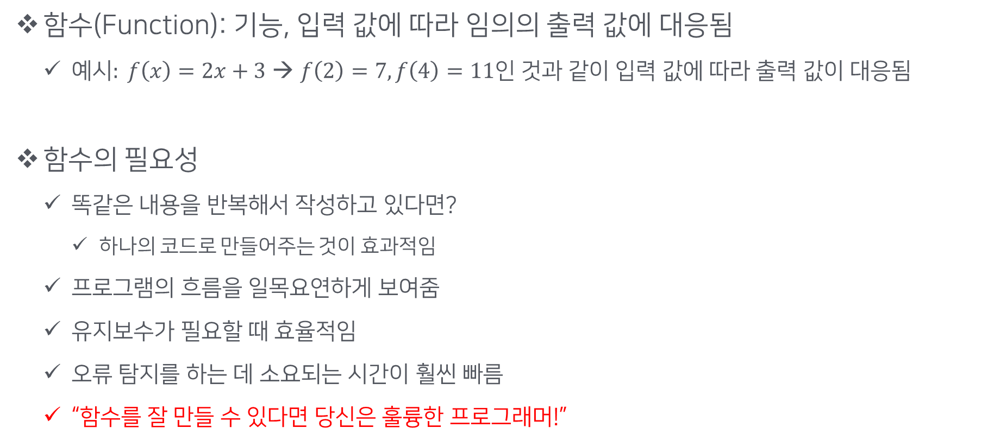 ❖ 함수(Function): 기능, 입력 값에 따라 임의의 출력 값에 대응됨
✓ 예시: f(x) = 2x + 3 → f(2) = 7, f(4) = 11인 것과 같이 입력 값에 따라 출력 값이 대응됨
❖ 함수의 필요성
✓ 똑같은 내용을 반복해서 작성하고 있다면?
✓ 하나의 코드로 만들어주는 것이 효과적임
✓ 프로그램의 흐름을 일목요연하게 보여줌
✓ 유지보수가 필요할 때 효율적임
✓ 오류 탐지를 하는 데 소요되는 시간이 훨씬 빠름
✓ “함수를 잘 만들 수 있다면 당신은 훌륭한 프로그래머!”